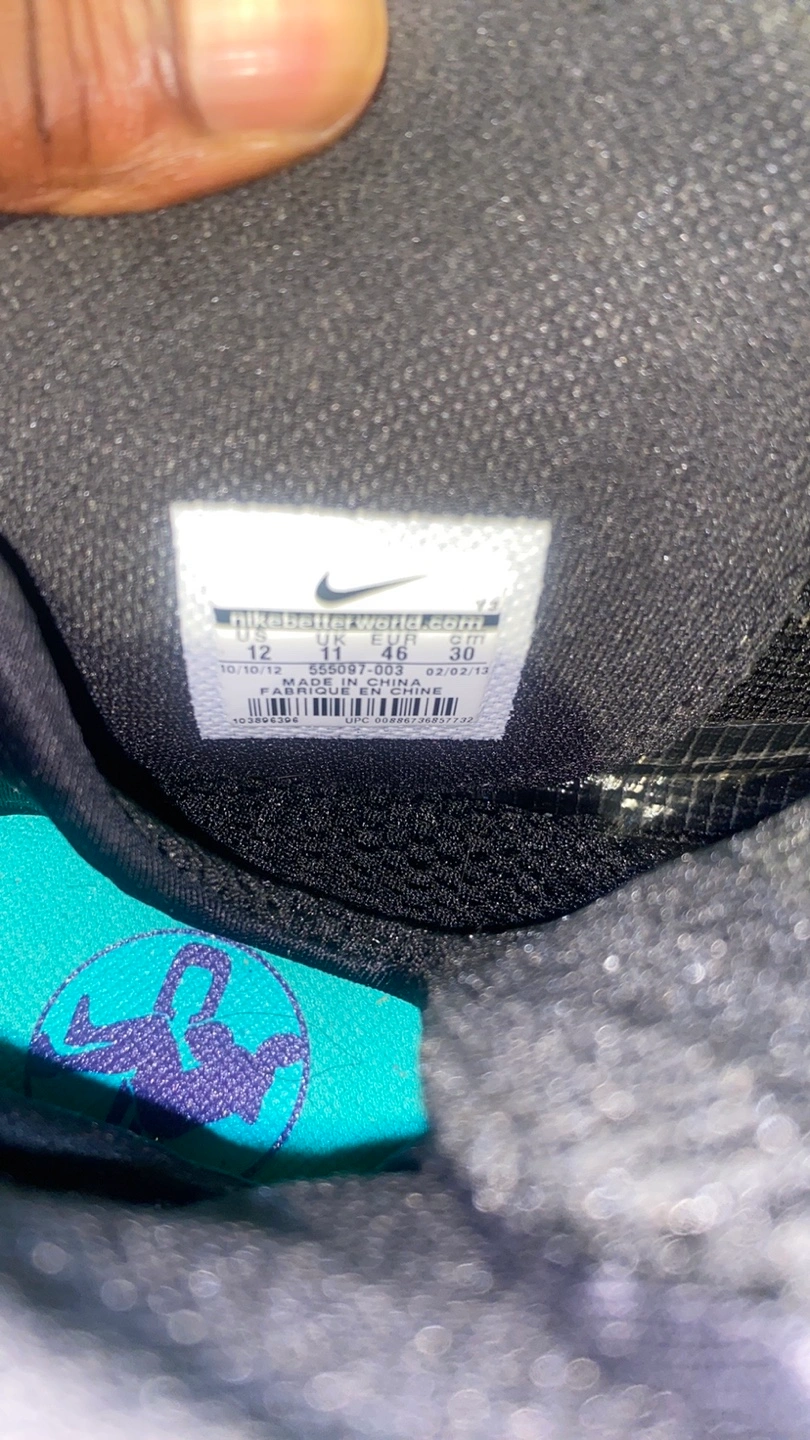 YS
nikebetterworld.com
US UK EUR cm
12 11 46 30
10/10/12 555097-003 02/02/13
MADE IN CHINA
FABRIQUE EN CHINE
103896396 UPC 00886736857732